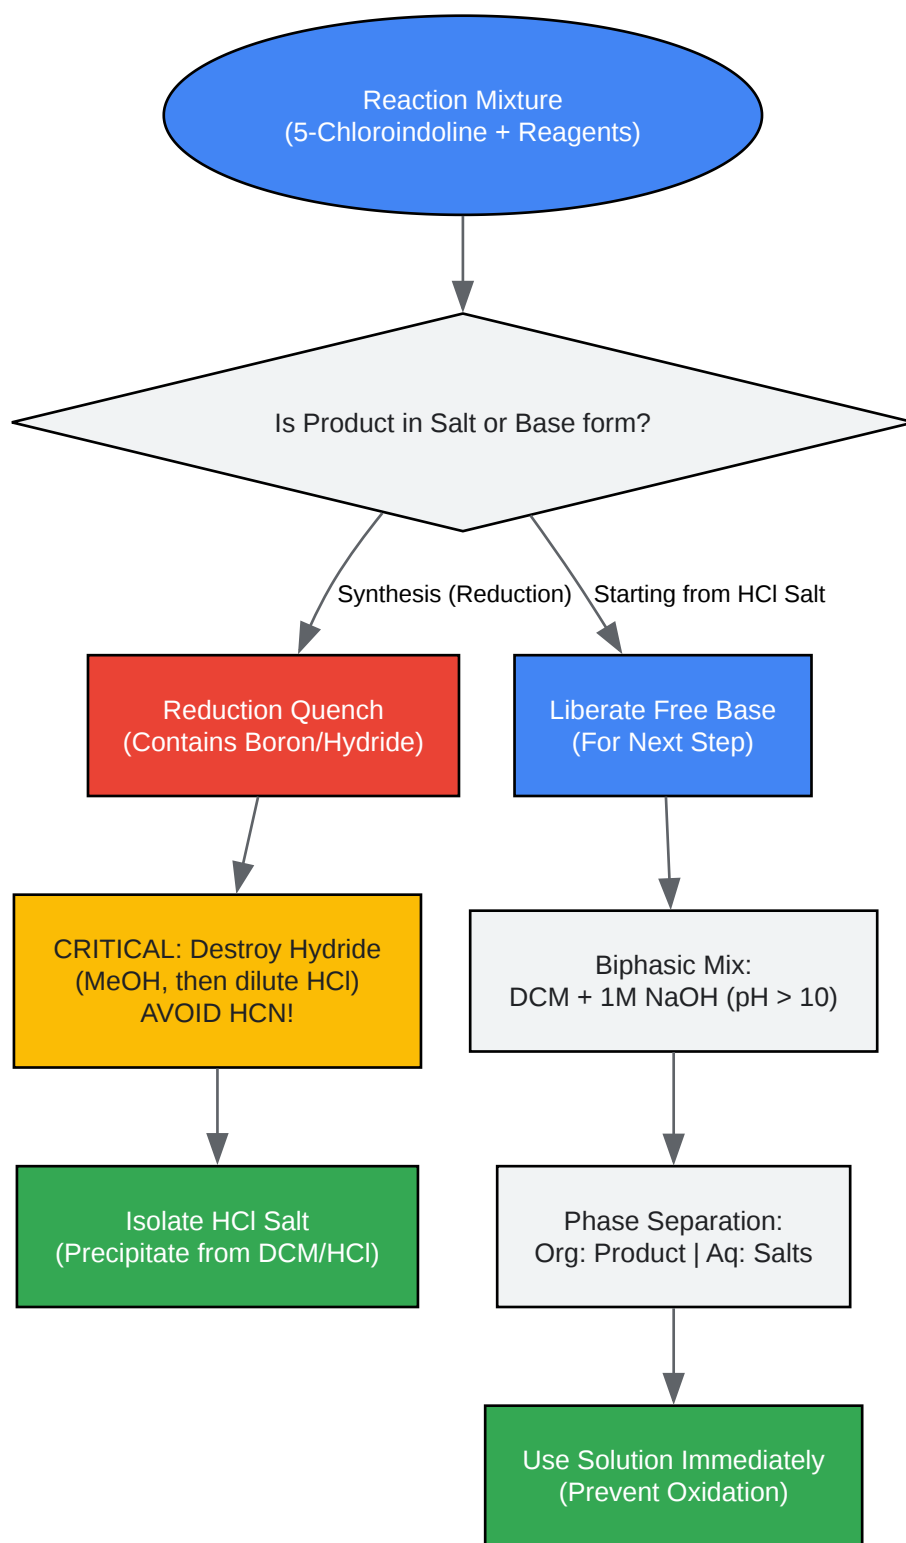 Reaction Mixture
(5-Chloroindoline + Reagents)
Is Product in Salt or Base form?
Synthesis (Reduction)
Starting from HCl Salt
Reduction Quench
(Contains Boron/Hydride)
Liberate Free Base
(For Next Step)
CRITICAL: Destroy Hydride
(MeOH, then dilute HCl)
AVOID HCN!
Biphasic Mix:
DCM + 1M NaOH (pH > 10)
Isolate HCl Salt
(Precipitate from DCM/HCl)
Phase Separation:
Org: Product | Aq: Salts
Use Solution Immediately
(Prevent Oxidation)